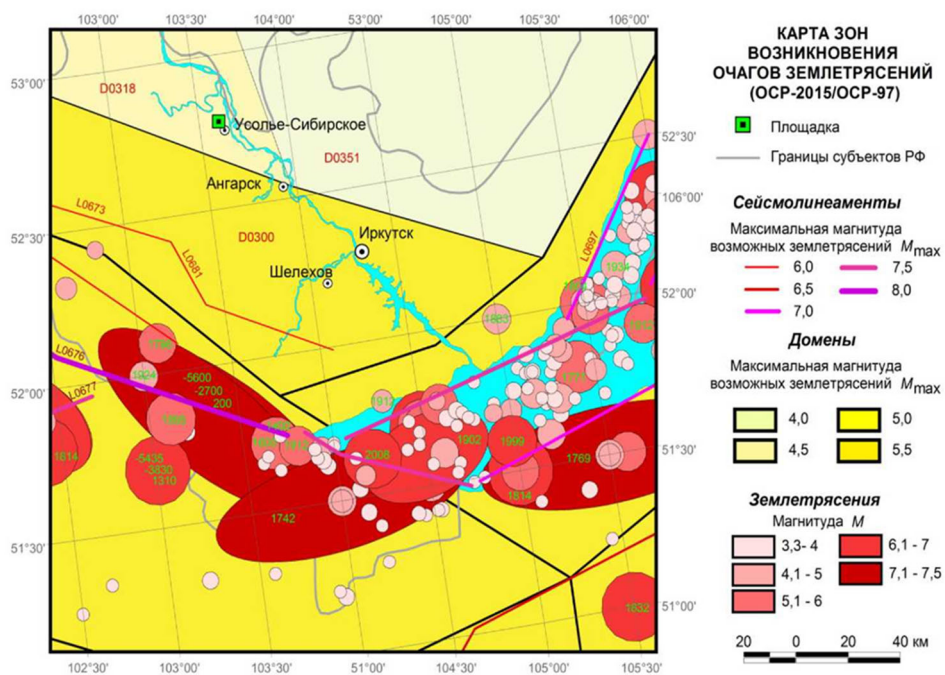 103°00'
103°30'
104°00'
53°00'
105°00'
105°30'
106°00'
53°00'
52°30'
52°00'
51°30'
52°30'
106°00'
52°00'
51°30'
51°00'
102°30'
103°00'
103°30'
51°00'
104°30'
105°00'
105°30'
D0318
Усолье-Сибирское
D0351
Ангарск
L0673
D0300
Иркутск
L0681
Шелехов
L0697
1934
1883
L0676
L0677
1924
-5600
-2700
200
1912
1902
1999
2008
1769
1814
-5435
-3830
1310
1814
1742
1832
КАРТА ЗОН
ВОЗНИКНОВЕНИЯ
ОЧАГОВ ЗЕМЛЕТРЯСЕНИЙ
(ОСР-2015/ОСР-97)
Площадка
Границы субъектов РФ
Сейсмолинеаменты
Максимальная магнитуда
возможных землетрясений Mmax
6,0
7,5
6,5
8,0
7,0
Домены
Максимальная магнитуда
возможных землетрясений Mmax
4,0
5,0
4,5
5,5
Землетрясения
Магнитуда M
3,3- 4
6,1 - 7
4,1 - 5
7,1 - 7,5
5,1 - 6
20 0 20 40 км